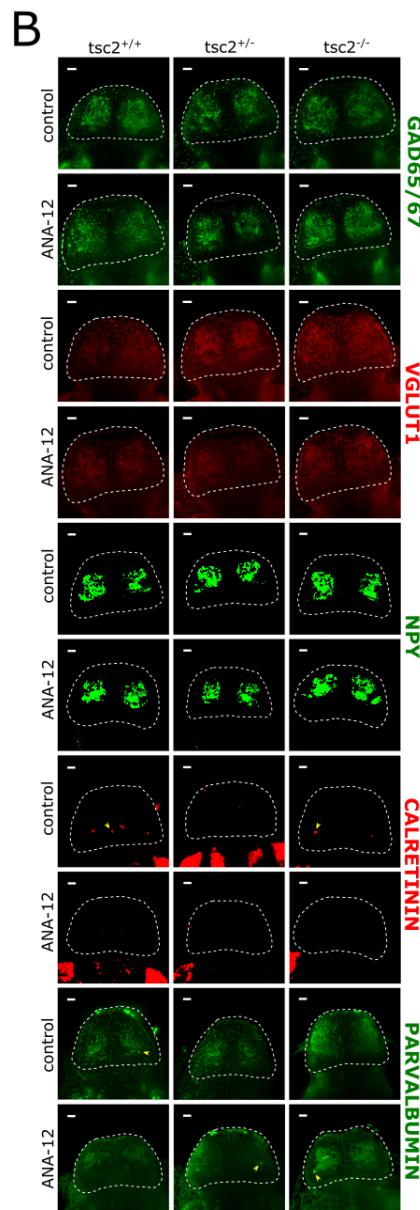 B
tsc2+/+ tsc2+/- tsc2-/-
control
ANA-12
GAD65/67
control
ANA-12
VGLUT1
control
ANA-12
NPY
control
ANA-12
CALRETININ
control
ANA-12
PARVALBUMIN